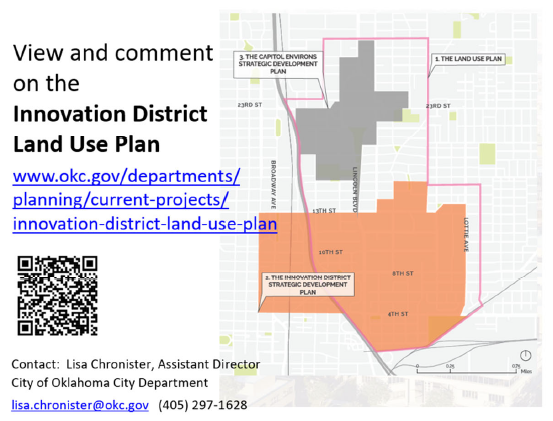 View and comment
on the
Innovation District
Land Use Plan
www.okc.gov/departments/
planning/current-projects/
innovation-district-land-use-plan
Contact:  Lisa Chronister, Assistant Director
City of Oklahoma City Department
lisa.chronister@okc.gov   (405) 297-1628
3. THE CAPITOL ENVIRONS
STRATEGIC DEVELOPMENT
PLAN
1. THE LAND USE PLAN
23RD ST
23RD ST
BROADWAY AVE
LINCOLN BLVD
13TH ST
LOTTIE AVE
10TH ST
8TH ST
2. THE INNOVATION DISTRICT
STRATEGIC DEVELOPMENT
PLAN
4TH ST
0
Miles